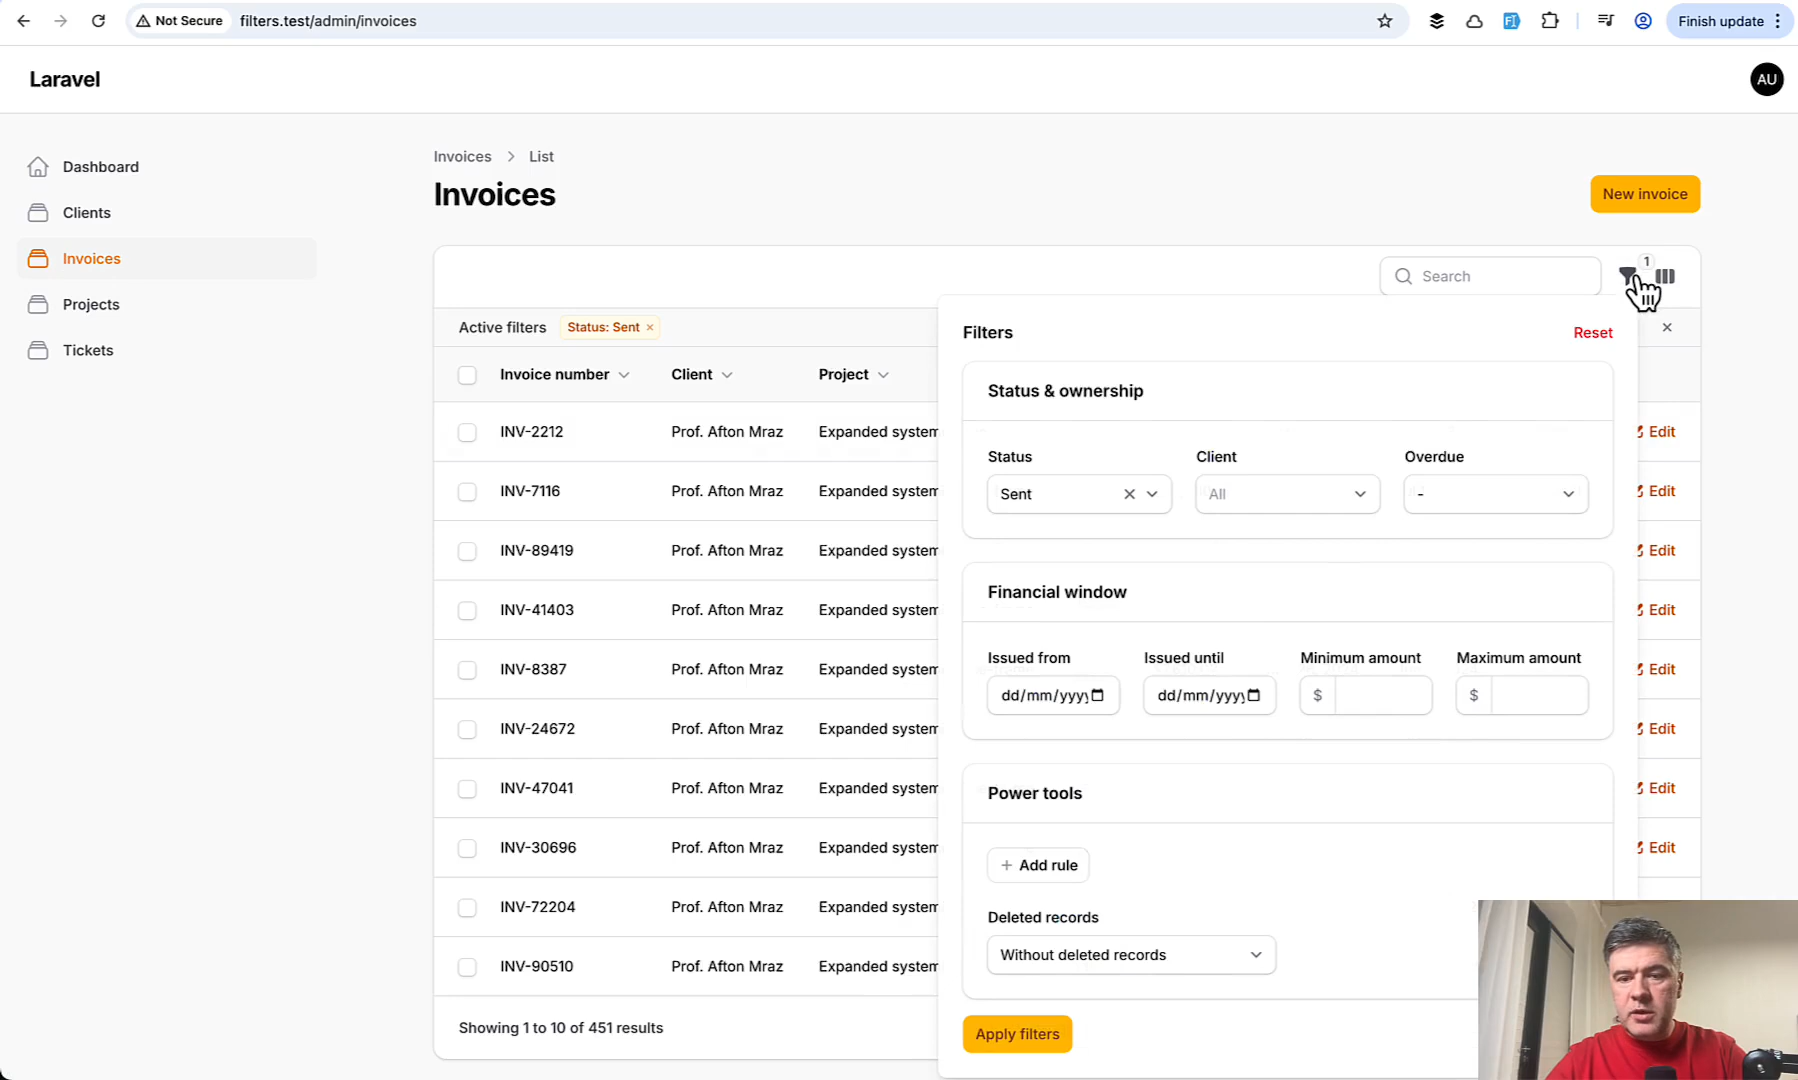 Not Secure filters.test/admin/invoices Finish update
Laravel AU
Dashboard
Clients
Invoices
Projects
Tickets
Invoices > List
Invoices
New invoice
Search 1
Active filters Status: Sent ×
Invoice number Client Project
INV-2212 Prof. Afton Mraz Expanded system Edit
INV-7116 Prof. Afton Mraz Expanded system Edit
INV-89419 Prof. Afton Mraz Expanded system Edit
INV-41403 Prof. Afton Mraz Expanded system Edit
INV-8387 Prof. Afton Mraz Expanded system Edit
INV-24672 Prof. Afton Mraz Expanded system Edit
INV-47041 Prof. Afton Mraz Expanded system Edit
INV-30696 Prof. Afton Mraz Expanded system Edit
INV-72204 Prof. Afton Mraz Expanded system
INV-90510 Prof. Afton Mraz Expanded system
Showing 1 to 10 of 451 results
Filters Reset
Status & ownership
Status Client Overdue
Sent All -
Financial window
Issued from Issued until Minimum amount Maximum amount
dd/mm/yyyy dd/mm/yyyy $ $
Power tools
+ Add rule
Deleted records
Without deleted records
Apply filters